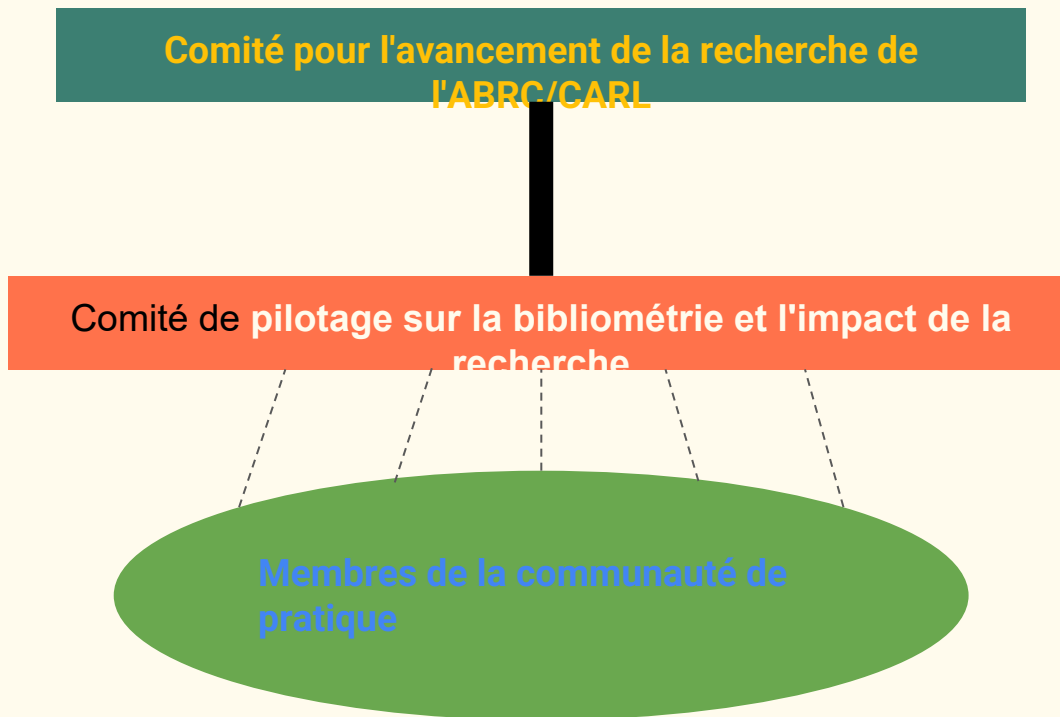 Comité pour l'avancement de la recherche de
l'ABRC/CARL
Comité de pilotage sur la bibliométrie et l'impact de la
recherche
Membres de la communauté de
pratique